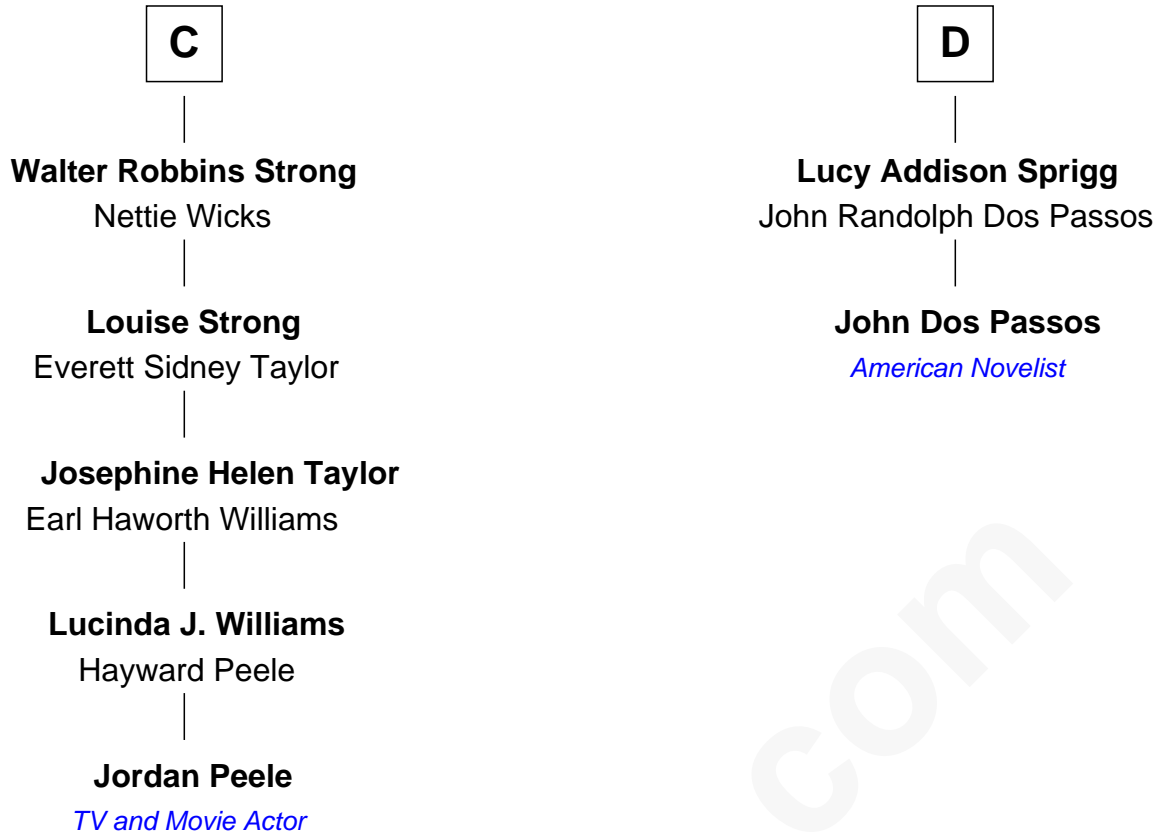 C
Walter Robbins Strong
Nettie Wicks
Louise Strong
Everett Sidney Taylor
Josephine Helen Taylor
Earl Haworth Williams
Lucinda J. Williams
Hayward Peele
Jordan Peele
TV and Movie Actor
D
Lucy Addison Sprigg
John Randolph Dos Passos
John Dos Passos
American Novelist
com